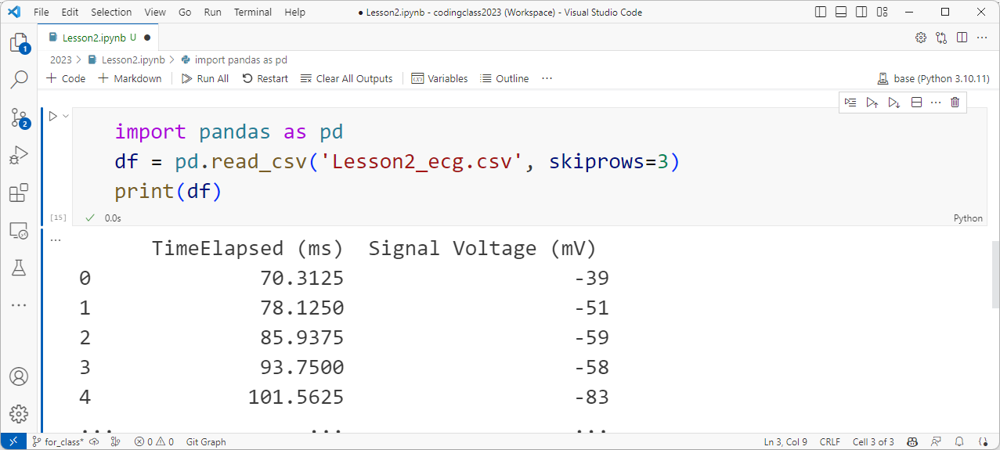 File Edit Selection View Go Run Terminal Help ● Lesson2.ipynb - codingclass2023 (Workspace) - Visual Studio Code
1
Lesson2.ipynb U ●
2023 > Lesson2.ipynb > import pandas as pd
+ Code + Markdown Run All Restart Clear All Outputs Variables Outline ... base (Python 3.10.11)
2
import pandas as pd
df = pd.read_csv('Lesson2_ecg.csv', skiprows=3)
print(df)
[15] ✓ 0.0s Python
...
TimeElapsed (ms) Signal Voltage (mV)
0 70.3125 -39
1 78.1250 -51
2 85.9375 -59
3 93.7500 -58
4 101.5625 -83
... ... ...
for_class* 0 0 Git Graph Ln 3, Col 9 CRLF Cell 3 of 3